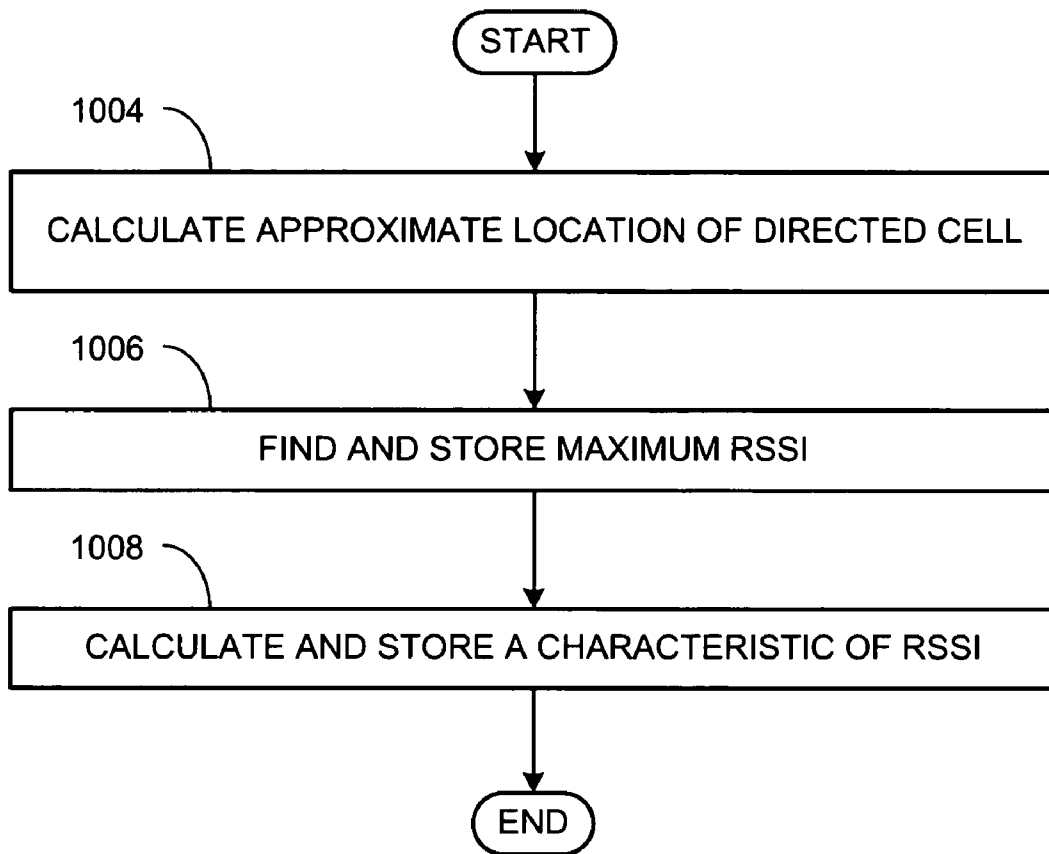 START
1004
CALCULATE APPROXIMATE LOCATION OF DIRECTED CELL
1006
FIND AND STORE MAXIMUM RSSI
1008
CALCULATE AND STORE A CHARACTERISTIC OF RSSI
END